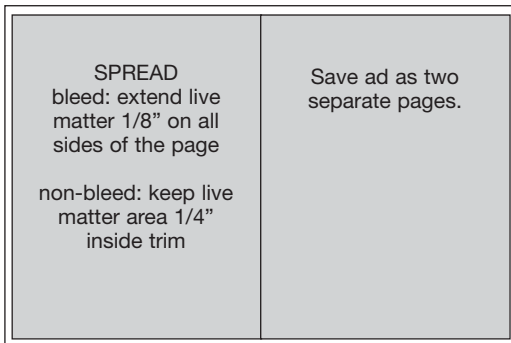 SPREAD
bleed: extend live
matter 1/8” on all
sides of the page
non-bleed: keep live
matter area 1/4”
inside trim
Save ad as two
separate pages.